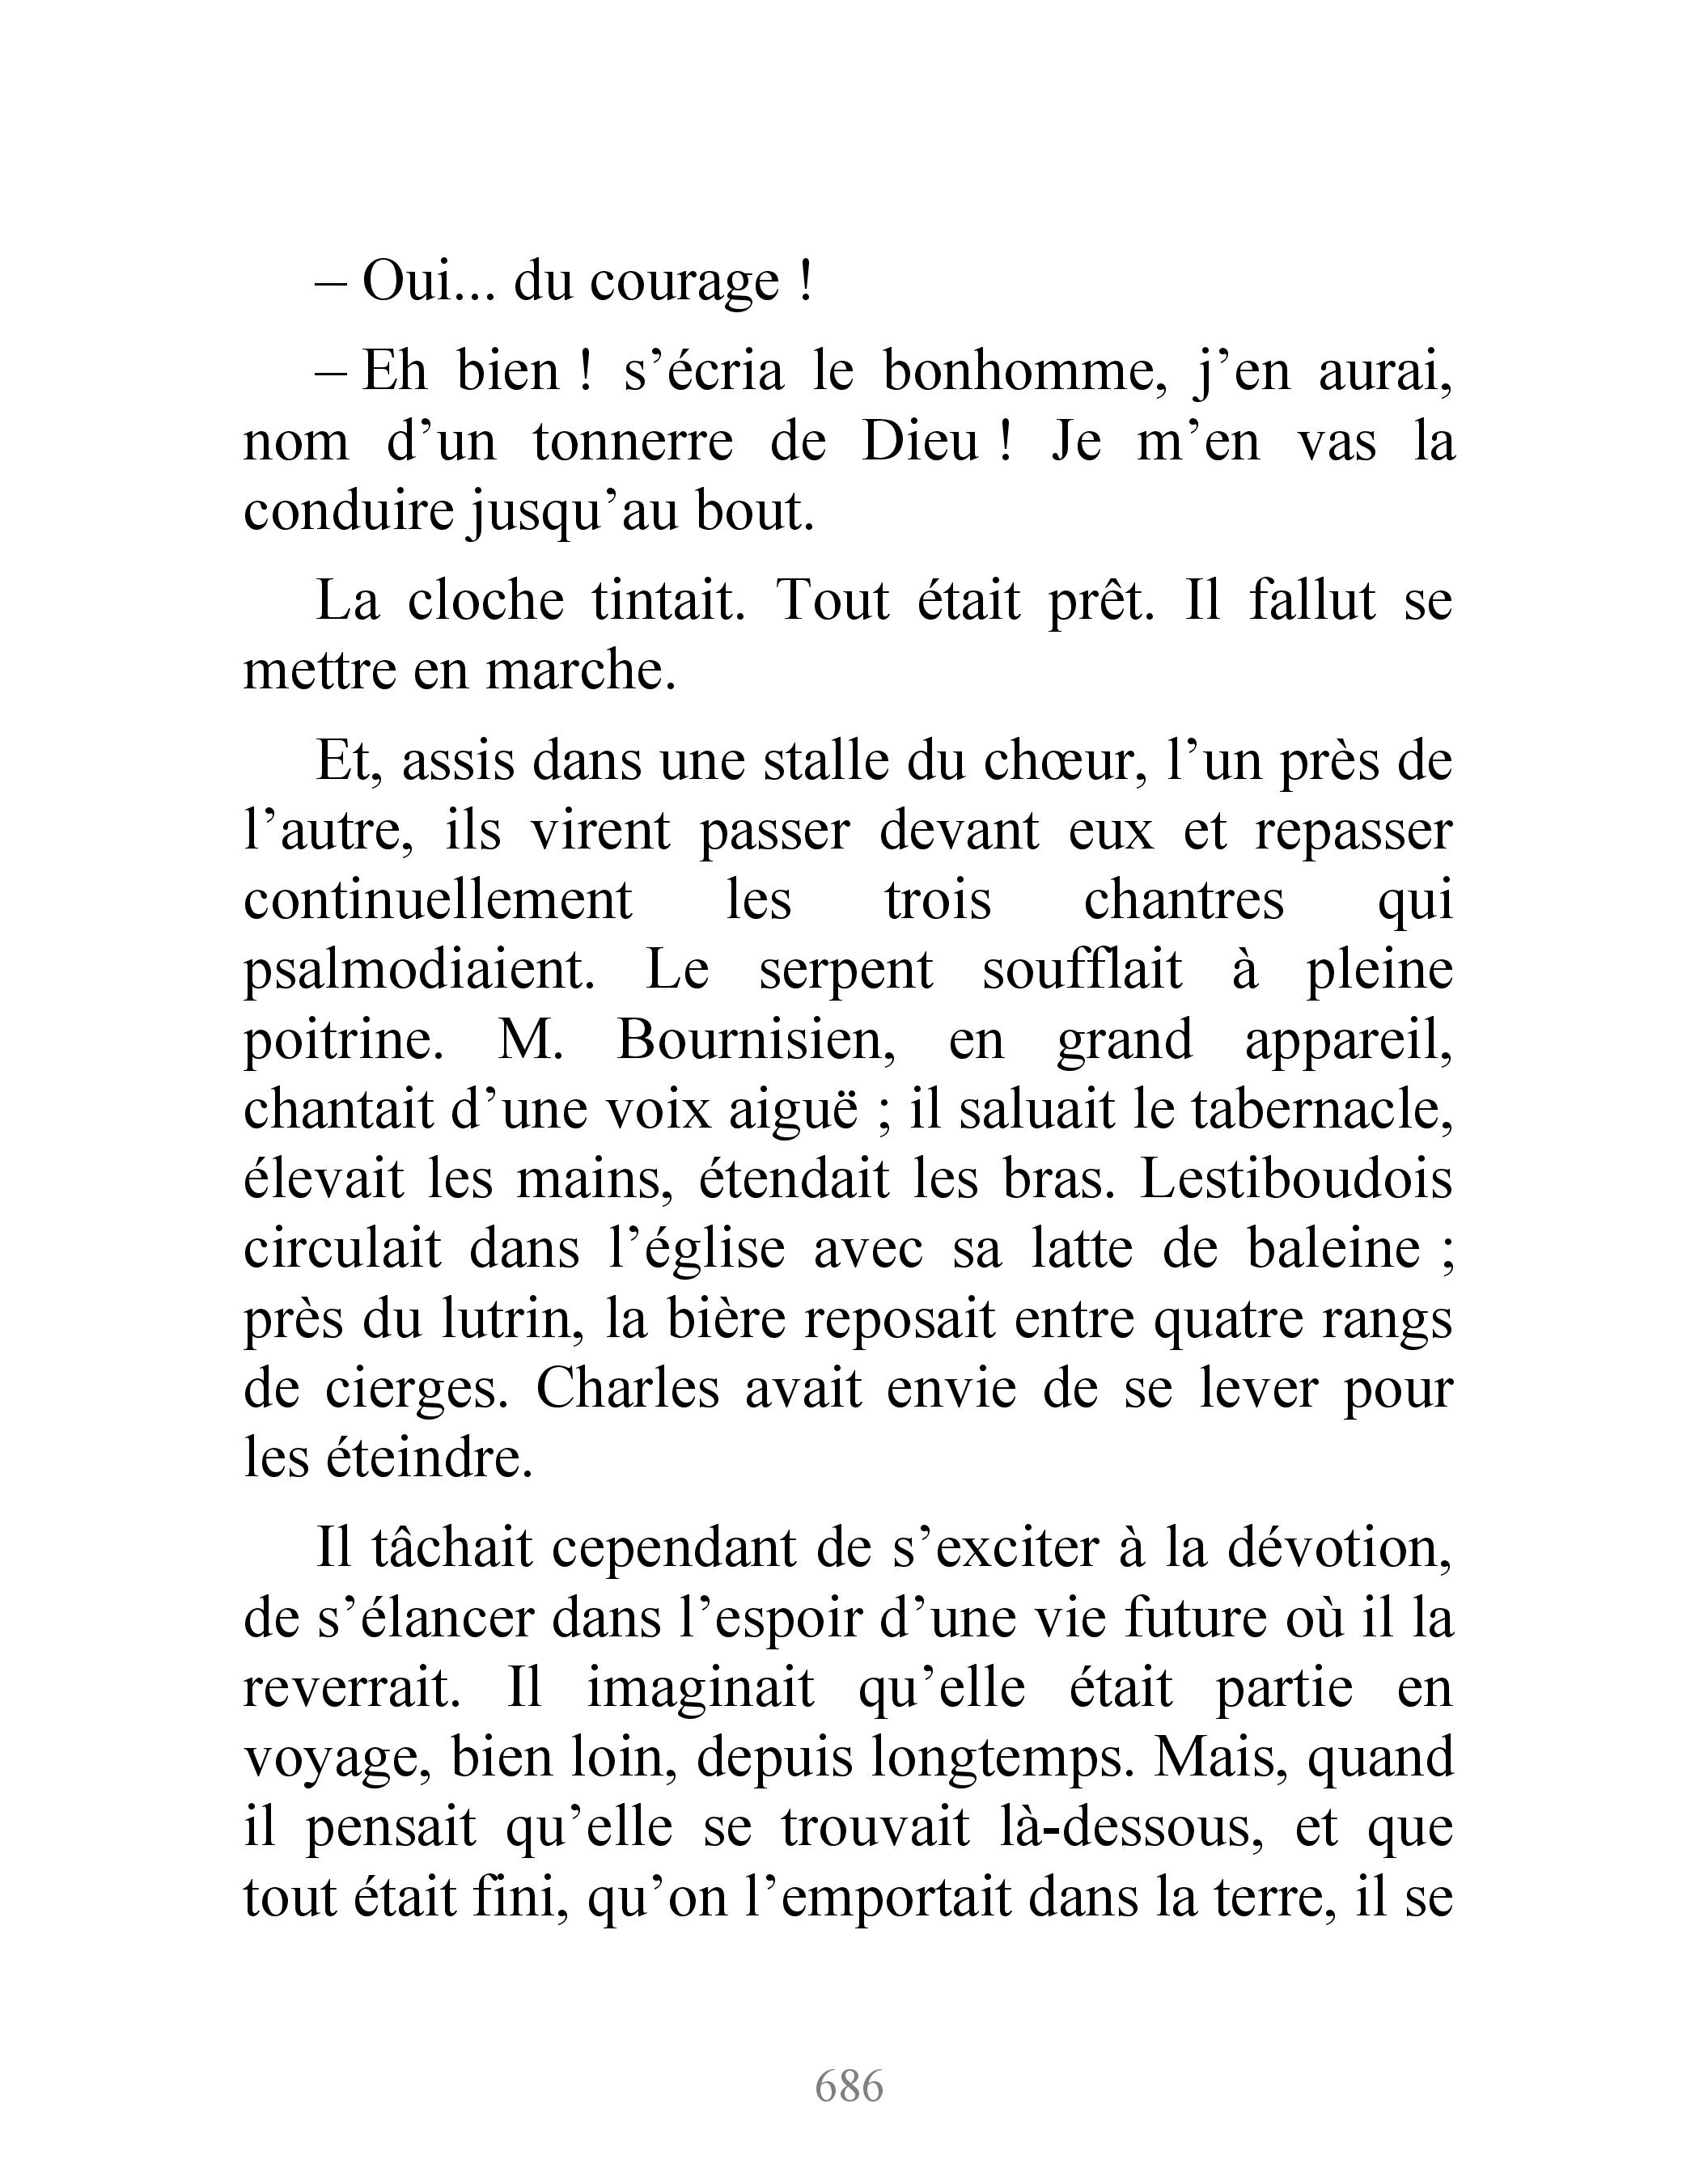 – Oui... du courage !
– Eh bien ! s’écria le bonhomme, j’en aurai,
nom d’un tonnerre de Dieu ! Je m’en vas la
conduire jusqu’au bout.
La cloche tintait. Tout était prêt. Il fallut se
mettre en marche.
Et, assis dans une stalle du chœur, l’un près de
l’autre, ils virent passer devant eux et repasser
continuellement les trois chantres qui
psalmodiaient. Le serpent soufflait à pleine
poitrine. M. Bournisien, en grand appareil,
chantait d’une voix aiguë ; il saluait le tabernacle,
élevait les mains, étendait les bras. Lestiboudois
circulait dans l’église avec sa latte de baleine ;
près du lutrin, la bière reposait entre quatre rangs
de cierges. Charles avait envie de se lever pour
les éteindre.
Il tâchait cependant de s’exciter à la dévotion,
de s’élancer dans l’espoir d’une vie future où il la
reverrait. Il imaginait qu’elle était partie en
voyage, bien loin, depuis longtemps. Mais, quand
il pensait qu’elle se trouvait là-dessous, et que
tout était fini, qu’on l’emportait dans la terre, il se
686